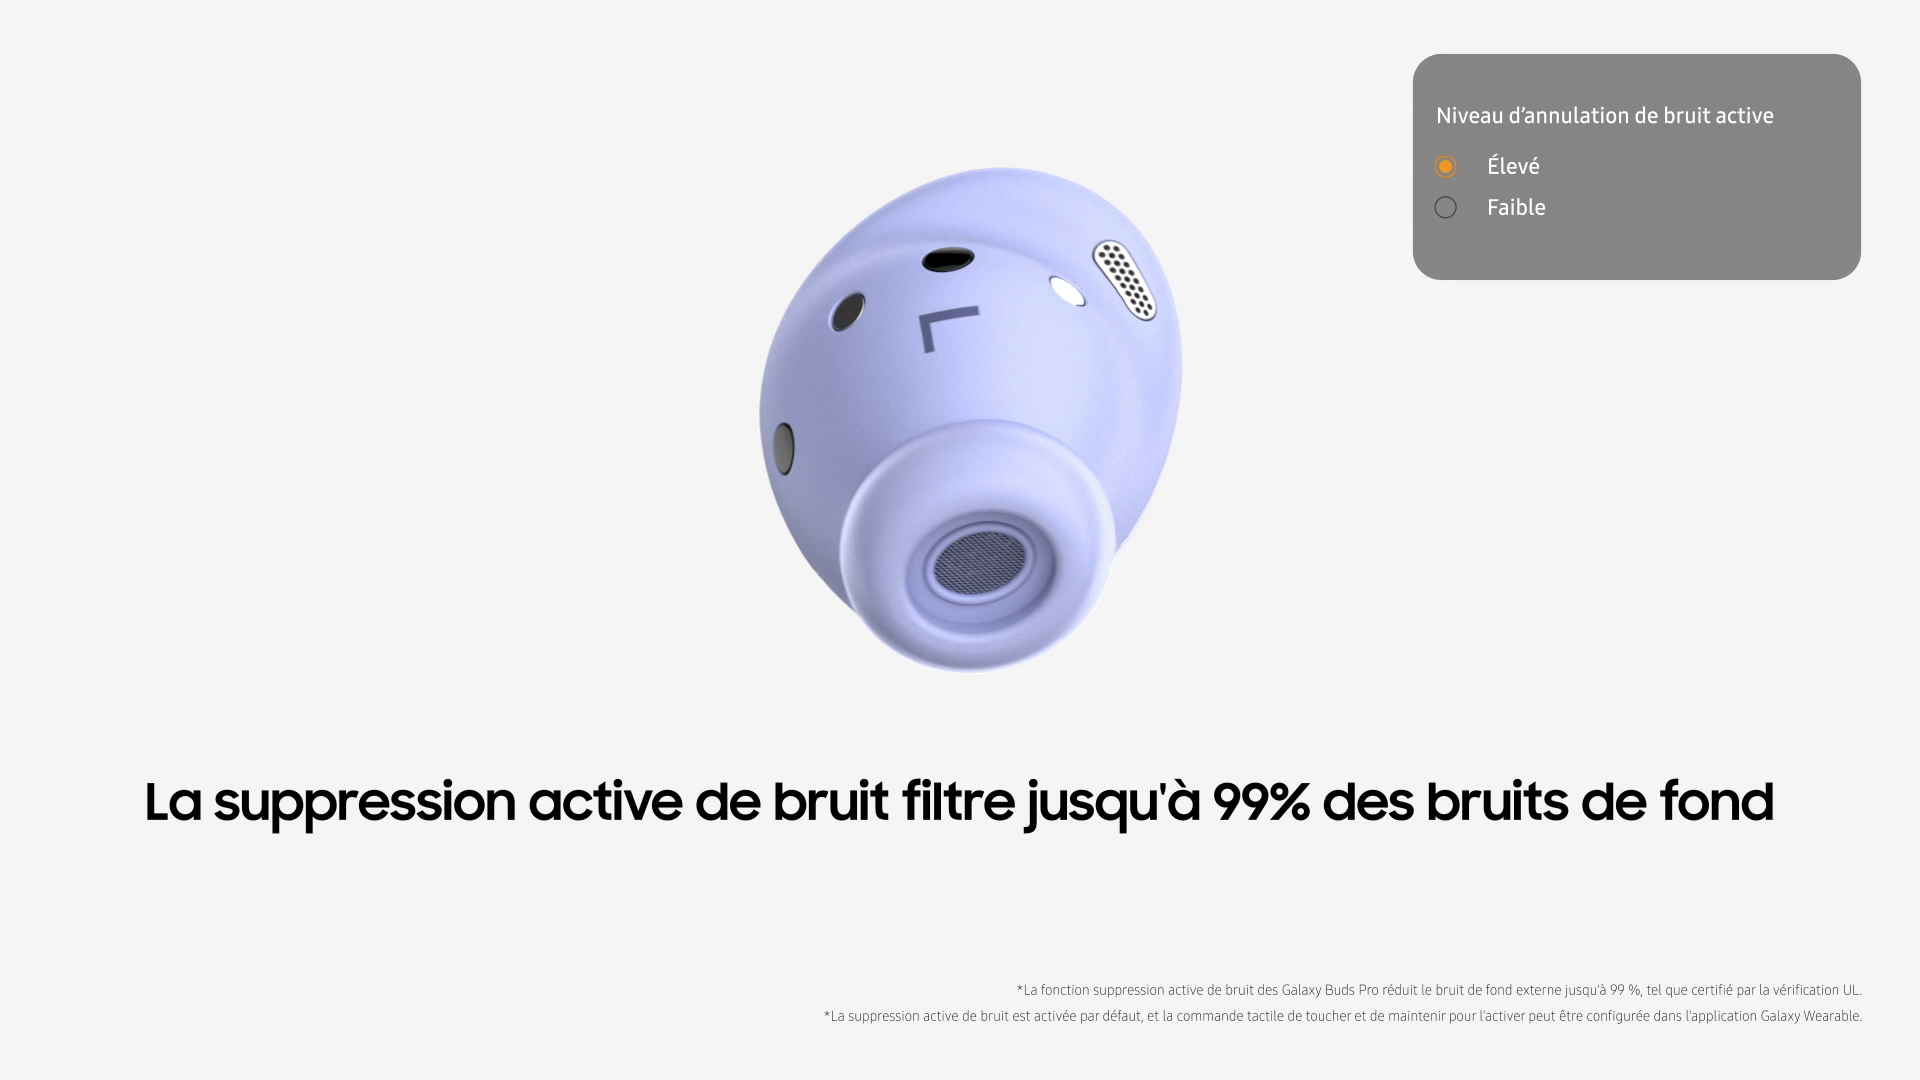 Niveau d’annulation de bruit active
Élevé
Faible
L
La suppression active de bruit filtre jusqu'à 99% des bruits de fond
*La fonction suppression active de bruit des Galaxy Buds Pro réduit le bruit de fond externe jusqu'à 99 %, tel que certifié par la vérification UL.
*La suppression active de bruit est activée par défaut, et la commande tactile de toucher et de maintenir pour l'activer peut être configurée dans l'application Galaxy Wearable.